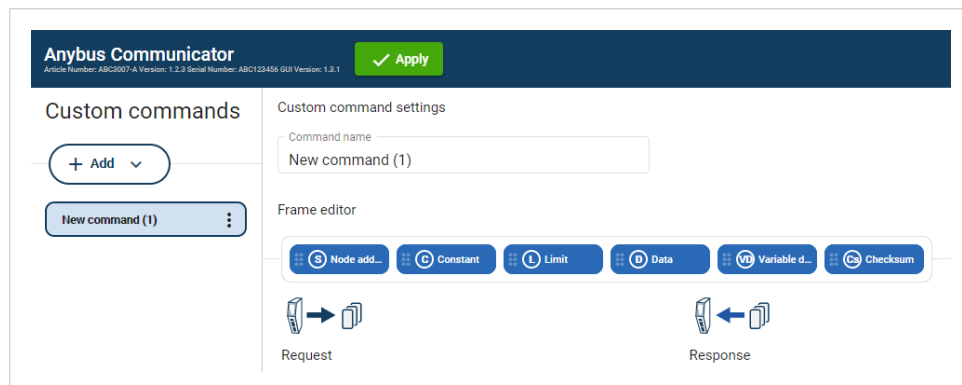 Anybus Communicator
Article Number: ABC3007-A Version: 1.2.3 Serial Number: ABC123456 GUI Version: 1.3.1
Apply
Custom commands
+ Add
New command (1)
Custom command settings
Command name
New command (1)
Frame editor
S Node add... C Constant L Limit D Data VD Variable d... Cs Checksum
Request Response